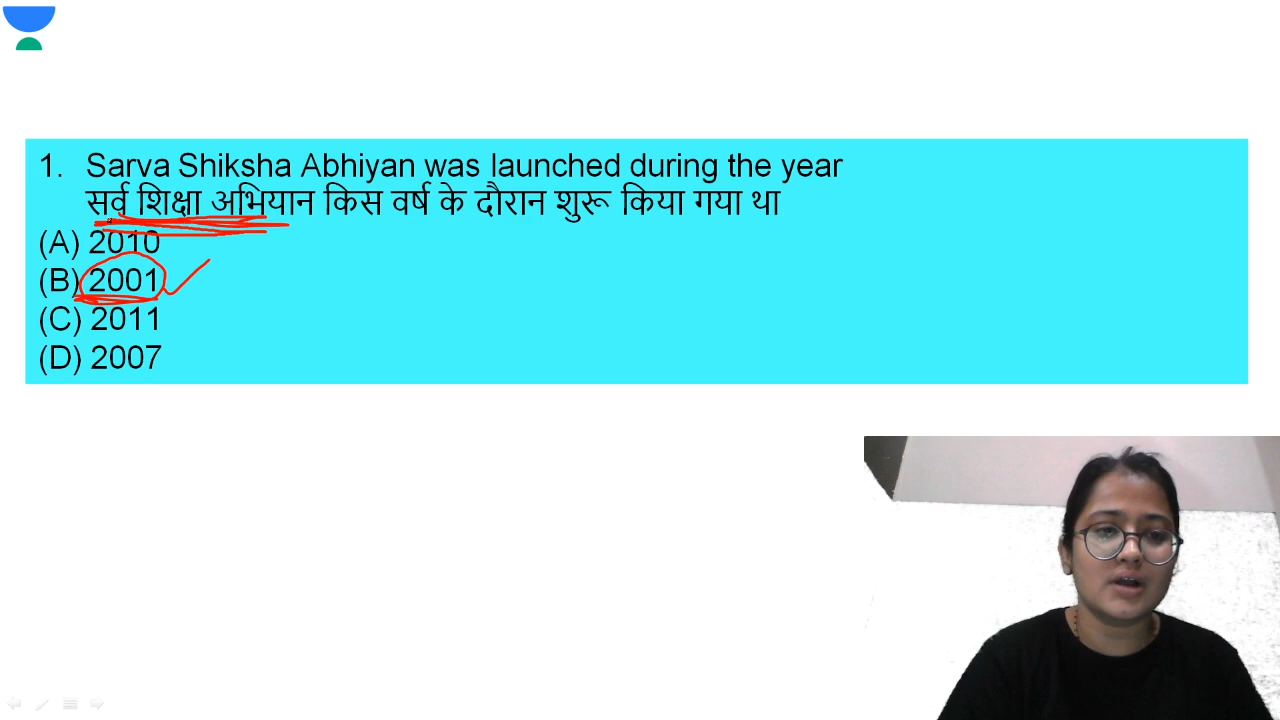 1. Sarva Shiksha Abhiyan was launched during the year
सर्व शिक्षा अभियान किस वर्ष के दौरान शुरू किया गया था
(A) 2010
(B) 2001
(C) 2011
(D) 2007